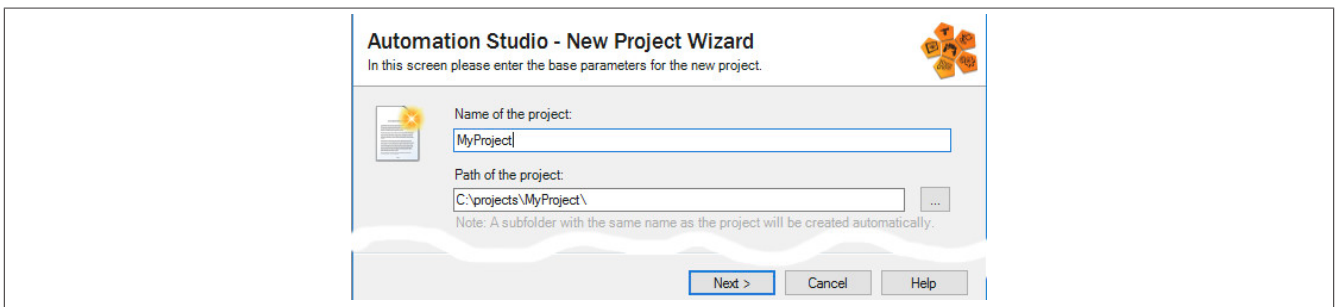 Automation Studio - New Project Wizard
In this screen please enter the base parameters for the new project.
Name of the project:
MyProject
Path of the project:
C:\projects\MyProject\
...
Note: A subfolder with the same name as the project will be created automatically.
Next >
Cancel
Help